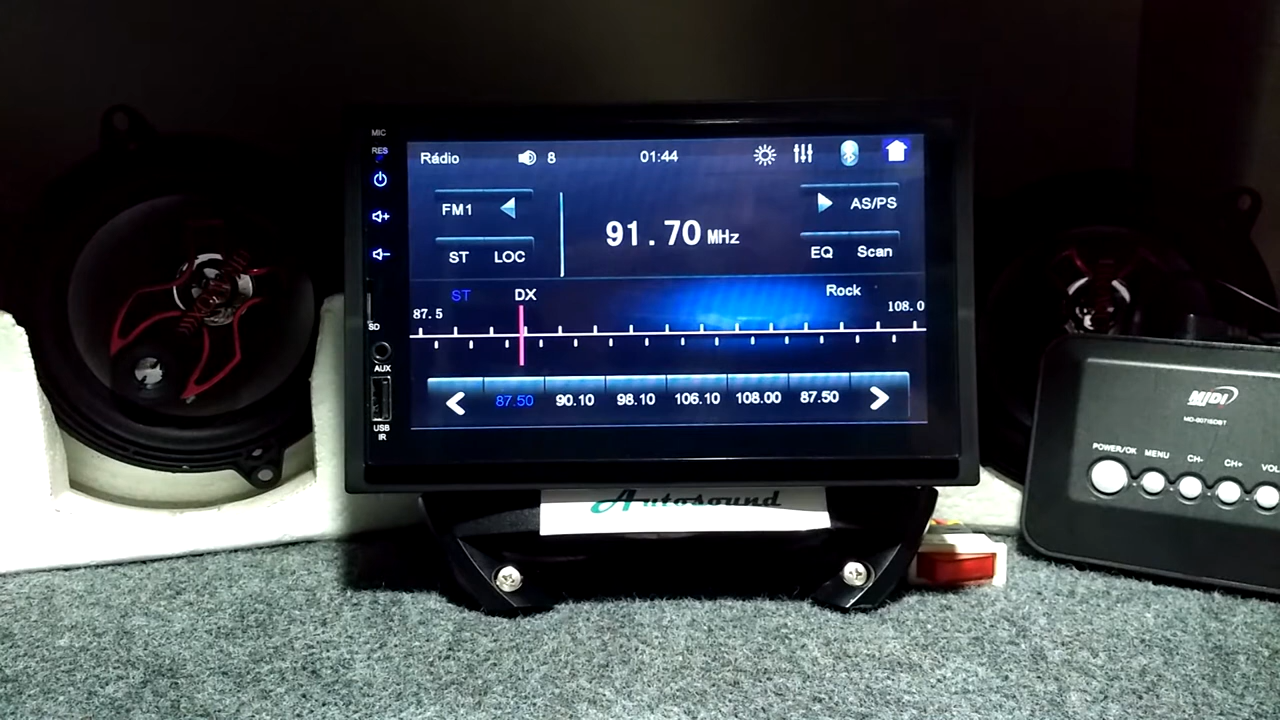 MIC
RES
Rádio 8 01:44
FM1 91.70 MHz AS/PS
ST LOC EQ Scan
ST DX Rock
87.5 108.0
SD
AUX
87.50 90.10 98.10 106.10 108.00 87.50
USB
IR
Autosound
MIDI
POWER/OK MENU CH- CH+ VOL